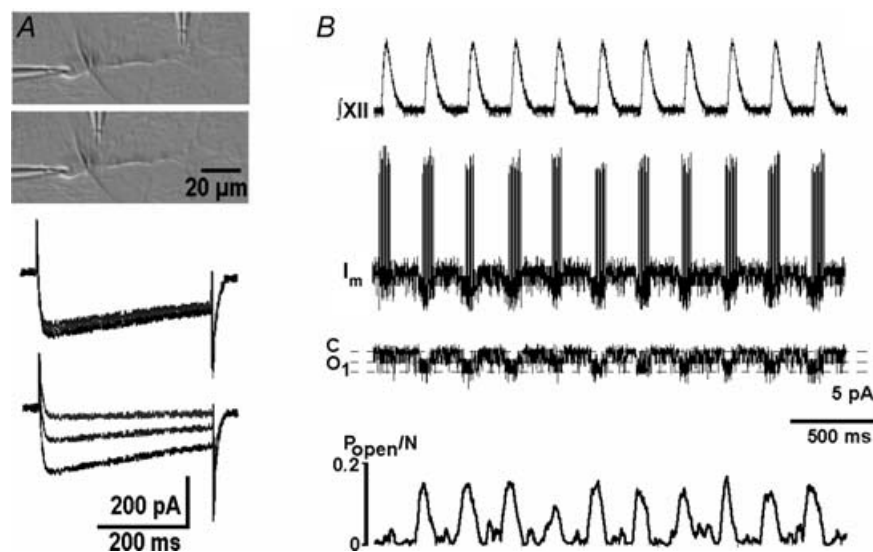 A
20 µm
200 pA
200 ms
B
∫XII
Im
C
O1
5 pA
500 ms
Popen/N
0.2
0